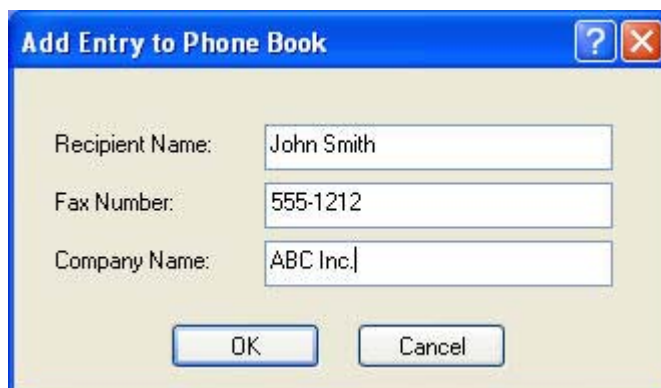 Add Entry to Phone Book ?
Recipient Name: John Smith
Fax Number: 555-1212
Company Name: ABC Inc.
OK Cancel